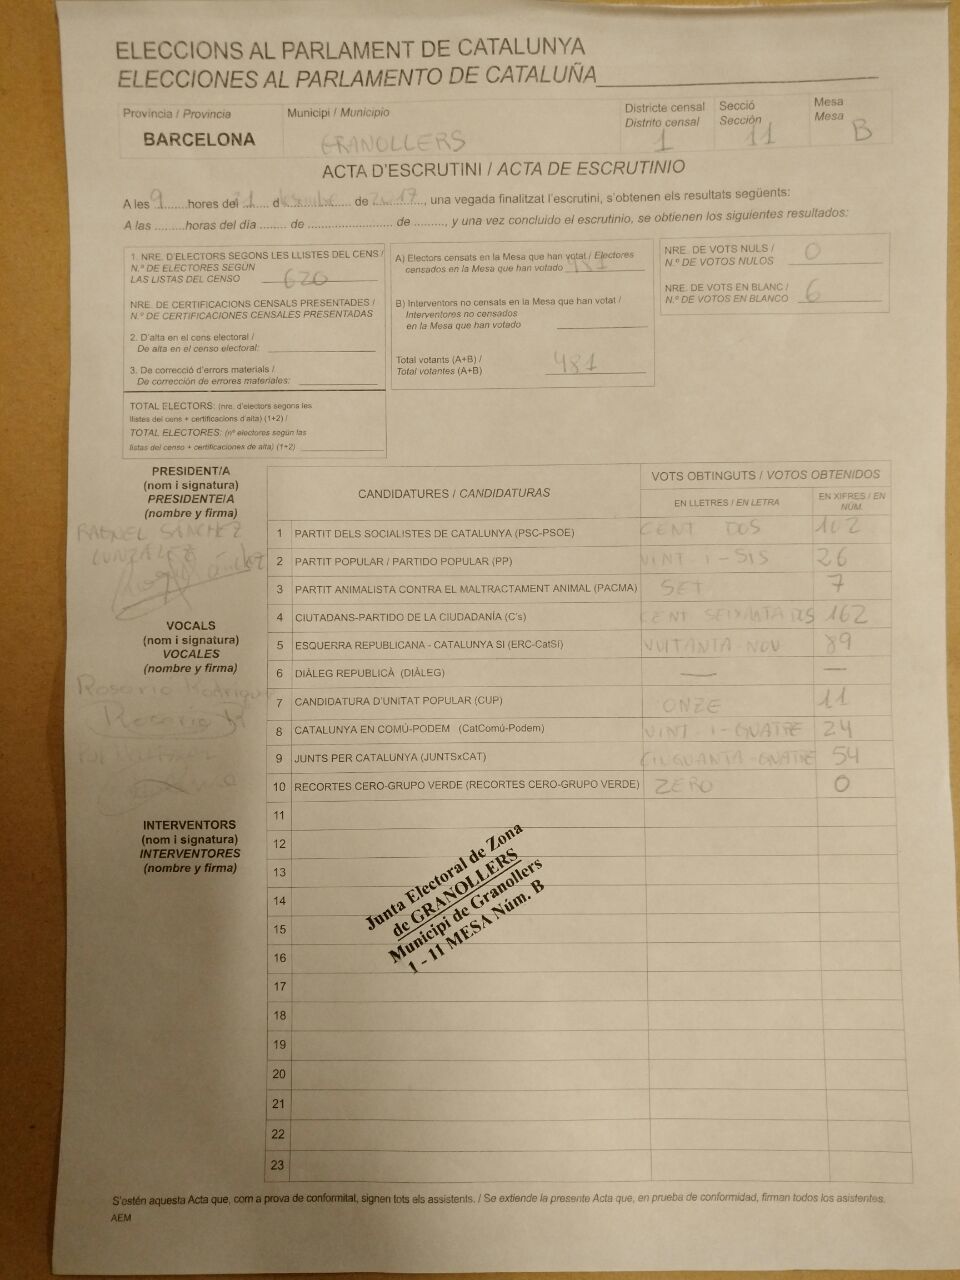 ELECCIONS AL PARLAMENT DE CATALUNYA
ELECCIONES AL PARLAMENTO DE CATALUÑA
Província / Provincia
BARCELONA
Municipi / Municipio
GRANOLLERS
Districte censal
Distrito censal
1
Secció
Sección
11
Mesa
Mesa
B
ACTA D'ESCRUTINI / ACTA DE ESCRUTINIO
A les 9 hores del 21 d de 2017, una vegada finalitzat l'escrutini, s'obtenen els resultats següents:
A las .........horas del día ....... de ....................... de ........., y una vez concluido el escrutinio, se obtienen los siguientes resultados:
1. NRE. D'ELECTORS SEGONS LES LLISTES DEL CENS /
N.º DE ELECTORES SEGÚN
LAS LISTAS DEL CENSO 620
NRE. DE CERTIFICACIONS CENSALS PRESENTADES /
N.º DE CERTIFICACIONES CENSALES PRESENTADAS
2. D'alta en el cens electoral /
De alta en el censo electoral:
3. De correcció d'errors materials /
De corrección de errores materiales:
TOTAL ELECTORS: (nre. d'electors segons les
llistes del cens + certificacions d'alta) (1+2) /
TOTAL ELECTORES: (nº electores según las
listas del censo + certificaciones de alta) (1+2)
A) Electors censats en la Mesa que han votat / Electores
censados en la Mesa que han votado 481
B) Interventors no censats en la Mesa que han votat /
Interventores no censados
en la Mesa que han votado
Total votants (A+B) /
Total votantes (A+B) 481
NRE. DE VOTS NULS /
N.º DE VOTOS NULOS 0
NRE. DE VOTS EN BLANC /
N.º DE VOTOS EN BLANCO 6
PRESIDENT/A
(nom i signatura)
PRESIDENTE/A
(nombre y firma)
RAQUEL SANCHEZ
GONZALEZ
VOCALS
(nom i signatura)
VOCALES
(nombre y firma)
Rosario Rodriguez
Rosario R
INTERVENTORS
(nom i signatura)
INTERVENTORES
(nombre y firma)
CANDIDATURES / CANDIDATURAS
VOTS OBTINGUTS / VOTOS OBTENIDOS
EN LLETRES / EN LETRA
EN XIFRES / EN
NÚM.
1 PARTIT DELS SOCIALISTES DE CATALUNYA (PSC-PSOE) CENT DOS 102
2 PARTIT POPULAR / PARTIDO POPULAR (PP) VINT-I-SIS 26
3 PARTIT ANIMALISTA CONTRA EL MALTRACTAMENT ANIMAL (PACMA) SET 7
4 CIUTADANS-PARTIDO DE LA CIUDADANÍA (C's) CENT SEIXANTA DOS 162
5 ESQUERRA REPUBLICANA - CATALUNYA SI (ERC-CatSí) VUITANTA-NOU 89
6 DIÀLEG REPUBLICÀ (DIÀLEG) — —
7 CANDIDATURA D'UNITAT POPULAR (CUP) ONZE 11
8 CATALUNYA EN COMÚ-PODEM (CatComú-Podem) VINT-I-QUATRE 24
9 JUNTS PER CATALUNYA (JUNTSxCAT) CINQUANTA-QUATRE 54
10 RECORTES CERO-GRUPO VERDE (RECORTES CERO-GRUPO VERDE) ZERO 0
11
12
13
14
15
16
17
18
19
20
21
22
23
Junta Electoral de Zona
de GRANOLLERS
Municipi de Granollers
1 - 11 MESA Núm. B
S'estén aquesta Acta que, com a prova de conformitat, signen tots els assistents. / Se extiende la presente Acta que, en prueba de conformidad, firman todos los asistentes.
AEM